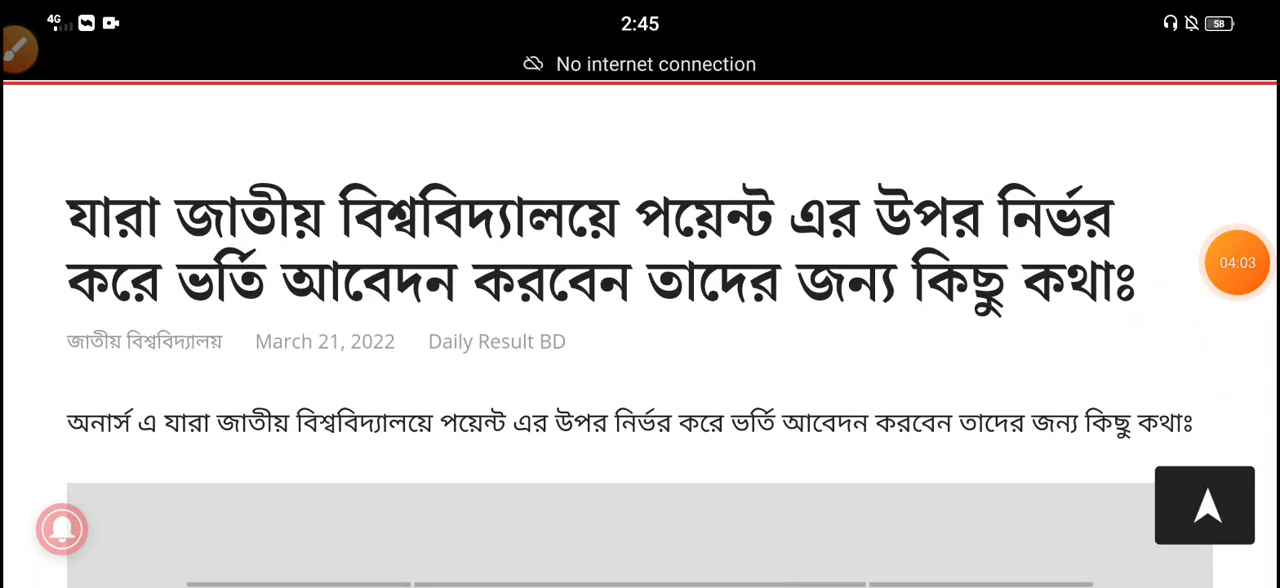 4G
2:45
58
No internet connection
যারা জাতীয় বিশ্ববিদ্যালয়ে পয়েন্ট এর উপর নির্ভর
করে ভর্তি আবেদন করবেন তাদের জন্য কিছু কথাঃ
04:03
জাতীয় বিশ্ববিদ্যালয় March 21, 2022 Daily Result BD
অনার্স এ যারা জাতীয় বিশ্ববিদ্যালয়ে পয়েন্ট এর উপর নির্ভর করে ভর্তি আবেদন করবেন তাদের জন্য কিছু কথাঃ